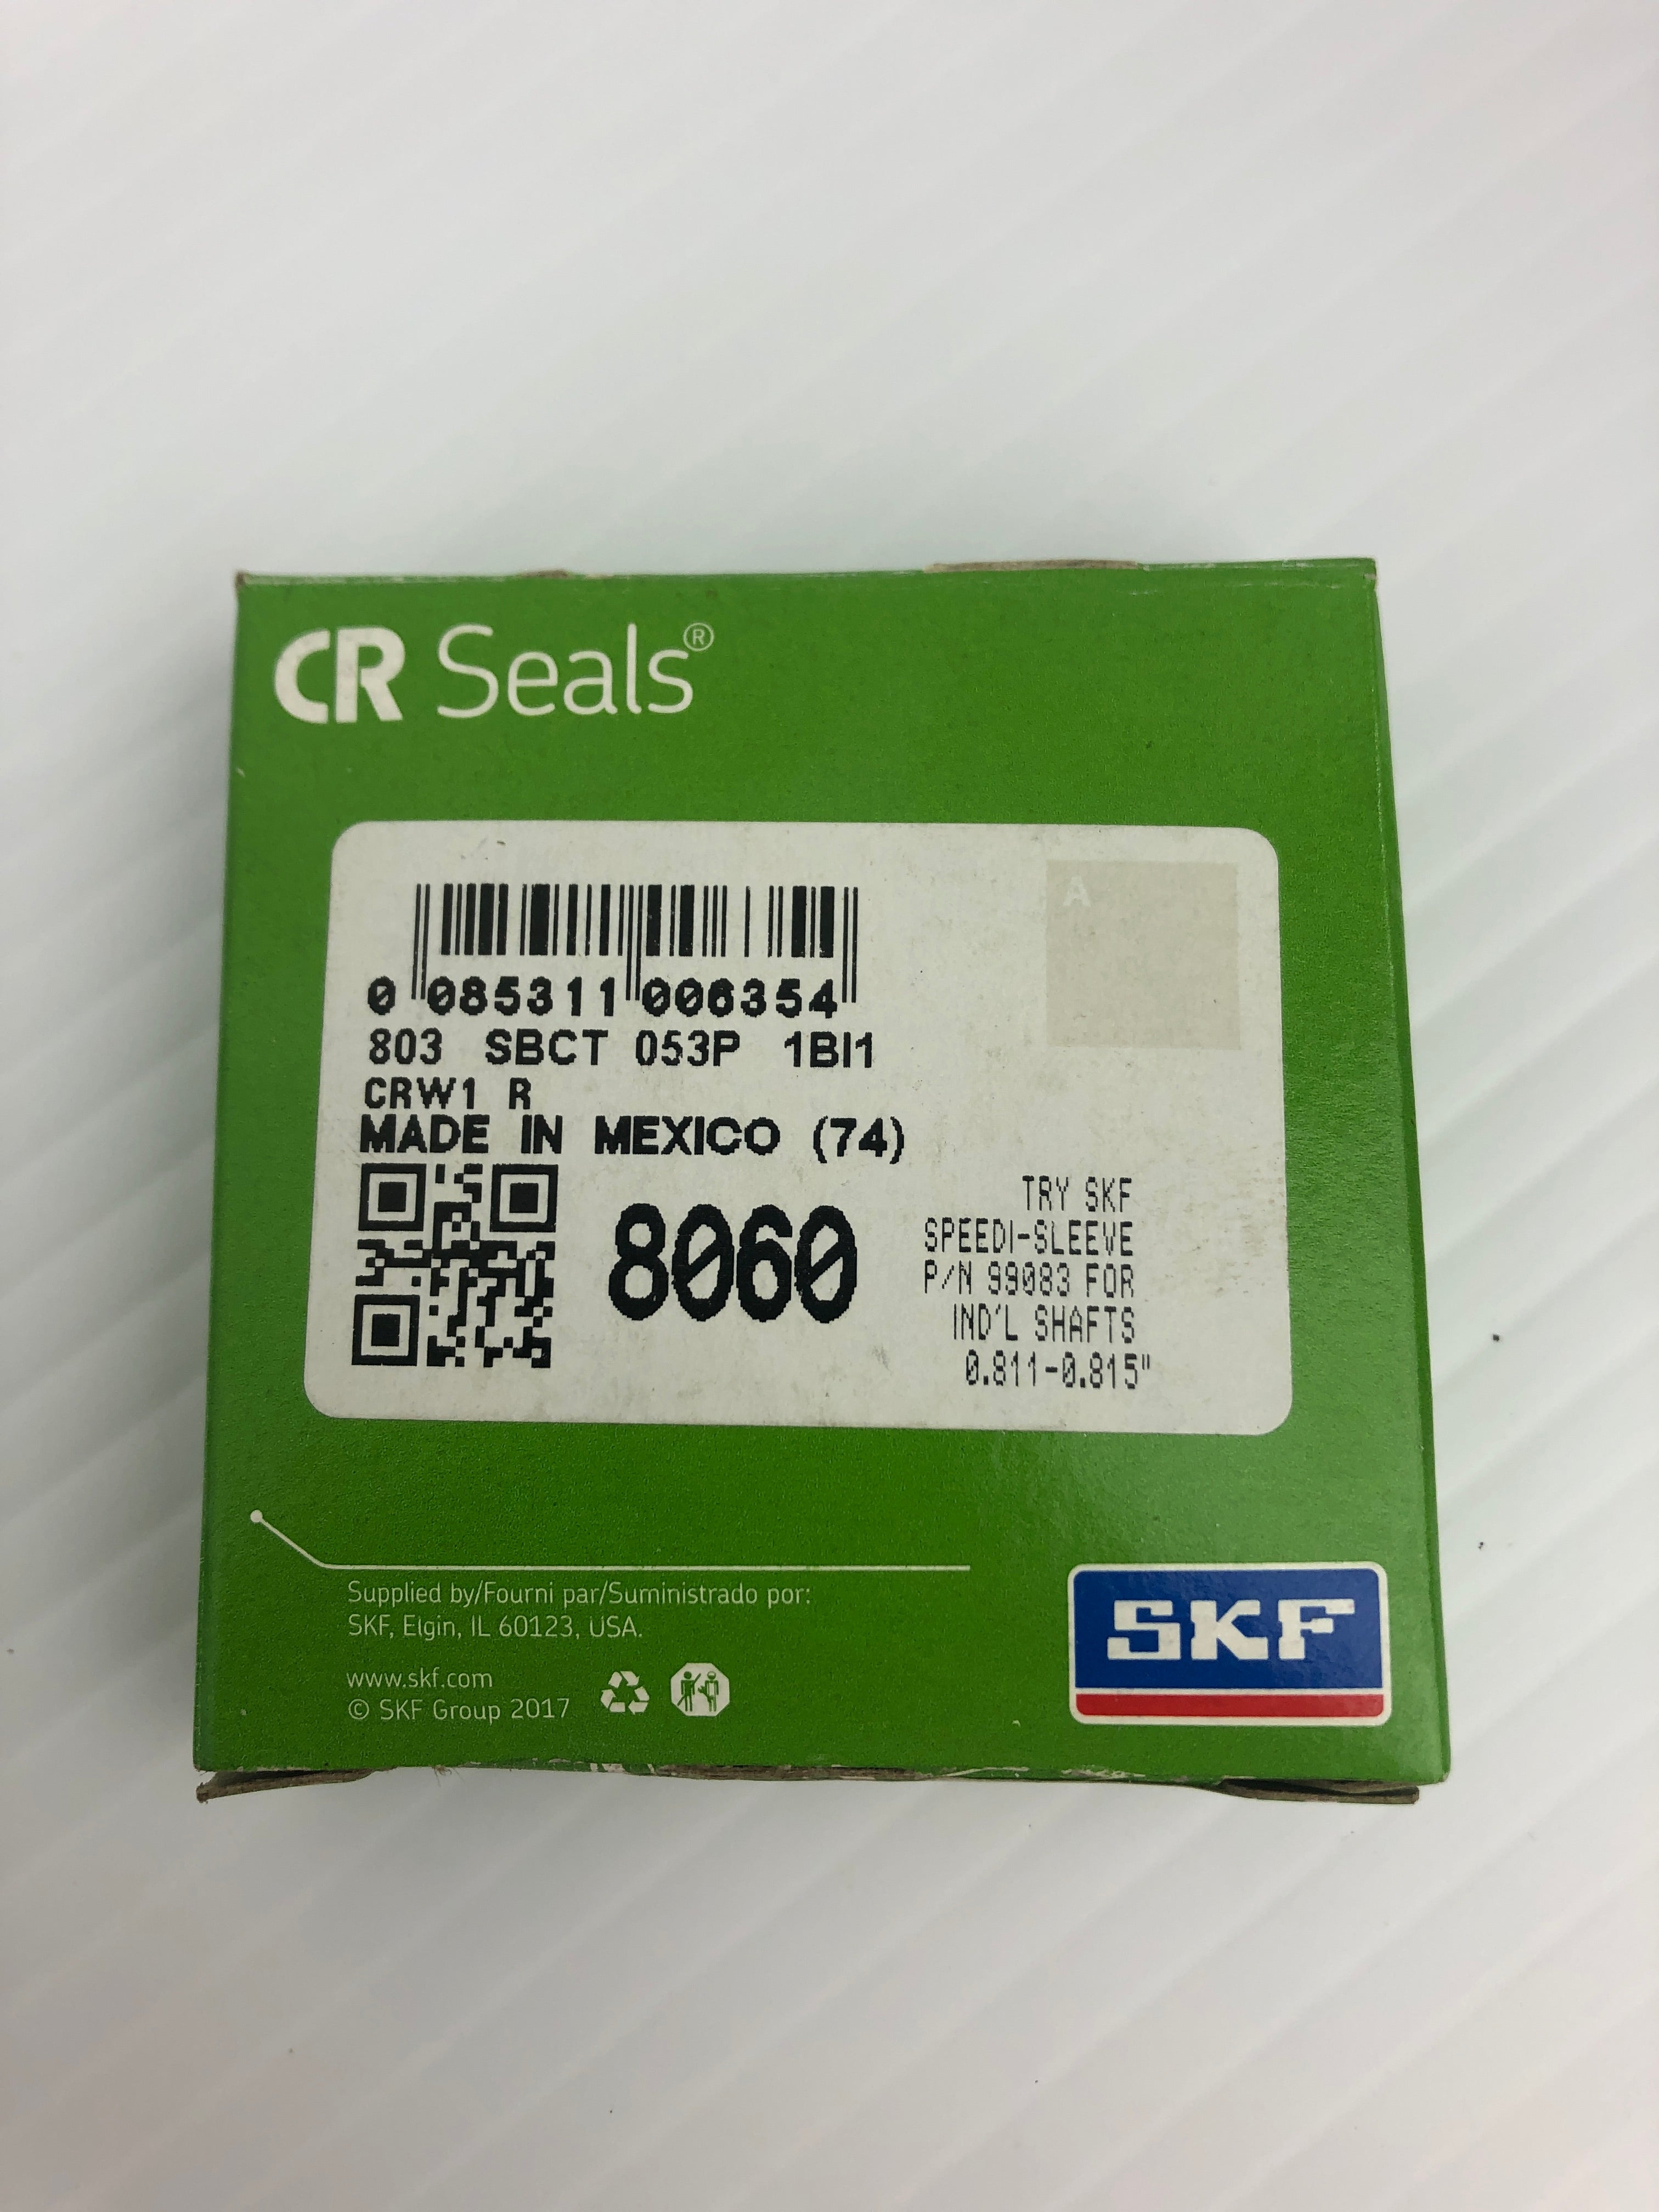 CR Seals®
A
0 085311 006354
803 SBCT 053P 1BI1
CRW1 R
MADE IN MEXICO (74)
8060
TRY SKF
SPEEDI-SLEEVE
P/N 99083 FOR
IND'L SHAFTS
0.811-0.815"
Supplied by/Fourni par/Suministrado por:
SKF, Elgin, IL 60123, USA.
www.skf.com
© SKF Group 2017
SKF